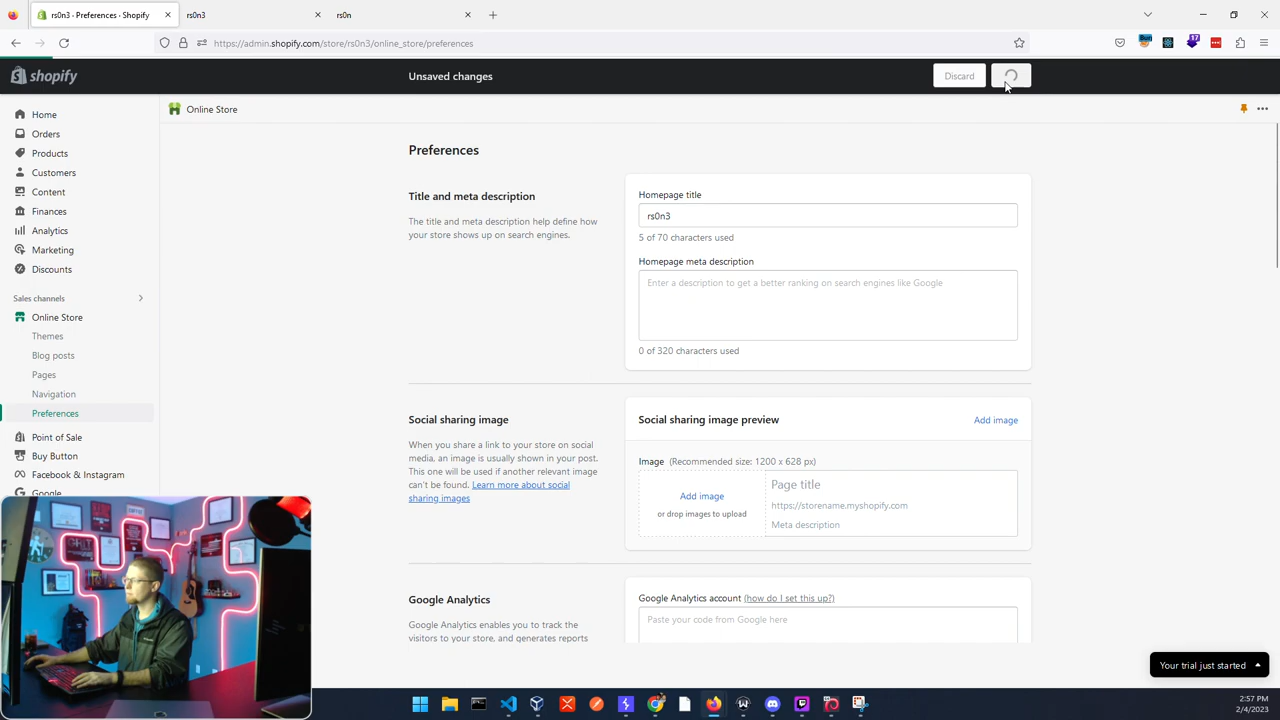 rs0n3 - Preferences · Shopify
rs0n3
rs0n
https://admin.shopify.com/store/rs0n3/online_store/preferences
17
shopify
Unsaved changes
Discard
Home
Orders
Products
Customers
Content
Finances
Analytics
Marketing
Discounts
Sales channels
Online Store
Themes
Blog posts
Pages
Navigation
Preferences
Point of Sale
Buy Button
Facebook & Instagram
Google
Online Store
Preferences
Title and meta description
The title and meta description help define how
your store shows up on search engines.
Homepage title
rs0n3
5 of 70 characters used
Homepage meta description
Enter a description to get a better ranking on search engines like Google
0 of 320 characters used
Social sharing image
When you share a link to your store on social
media, an image is usually shown in your post.
This one will be used if another relevant image
can't be found. Learn more about social
sharing images
Social sharing image preview
Add image
Image (Recommended size: 1200 x 628 px)
Add image
or drop images to upload
Page title
https://storename.myshopify.com
Meta description
Google Analytics
Google Analytics enables you to track the
visitors to your store, and generates reports
Google Analytics account (how do I set this up?)
Paste your code from Google here
Your trial just started
2:57 PM
2/4/2023